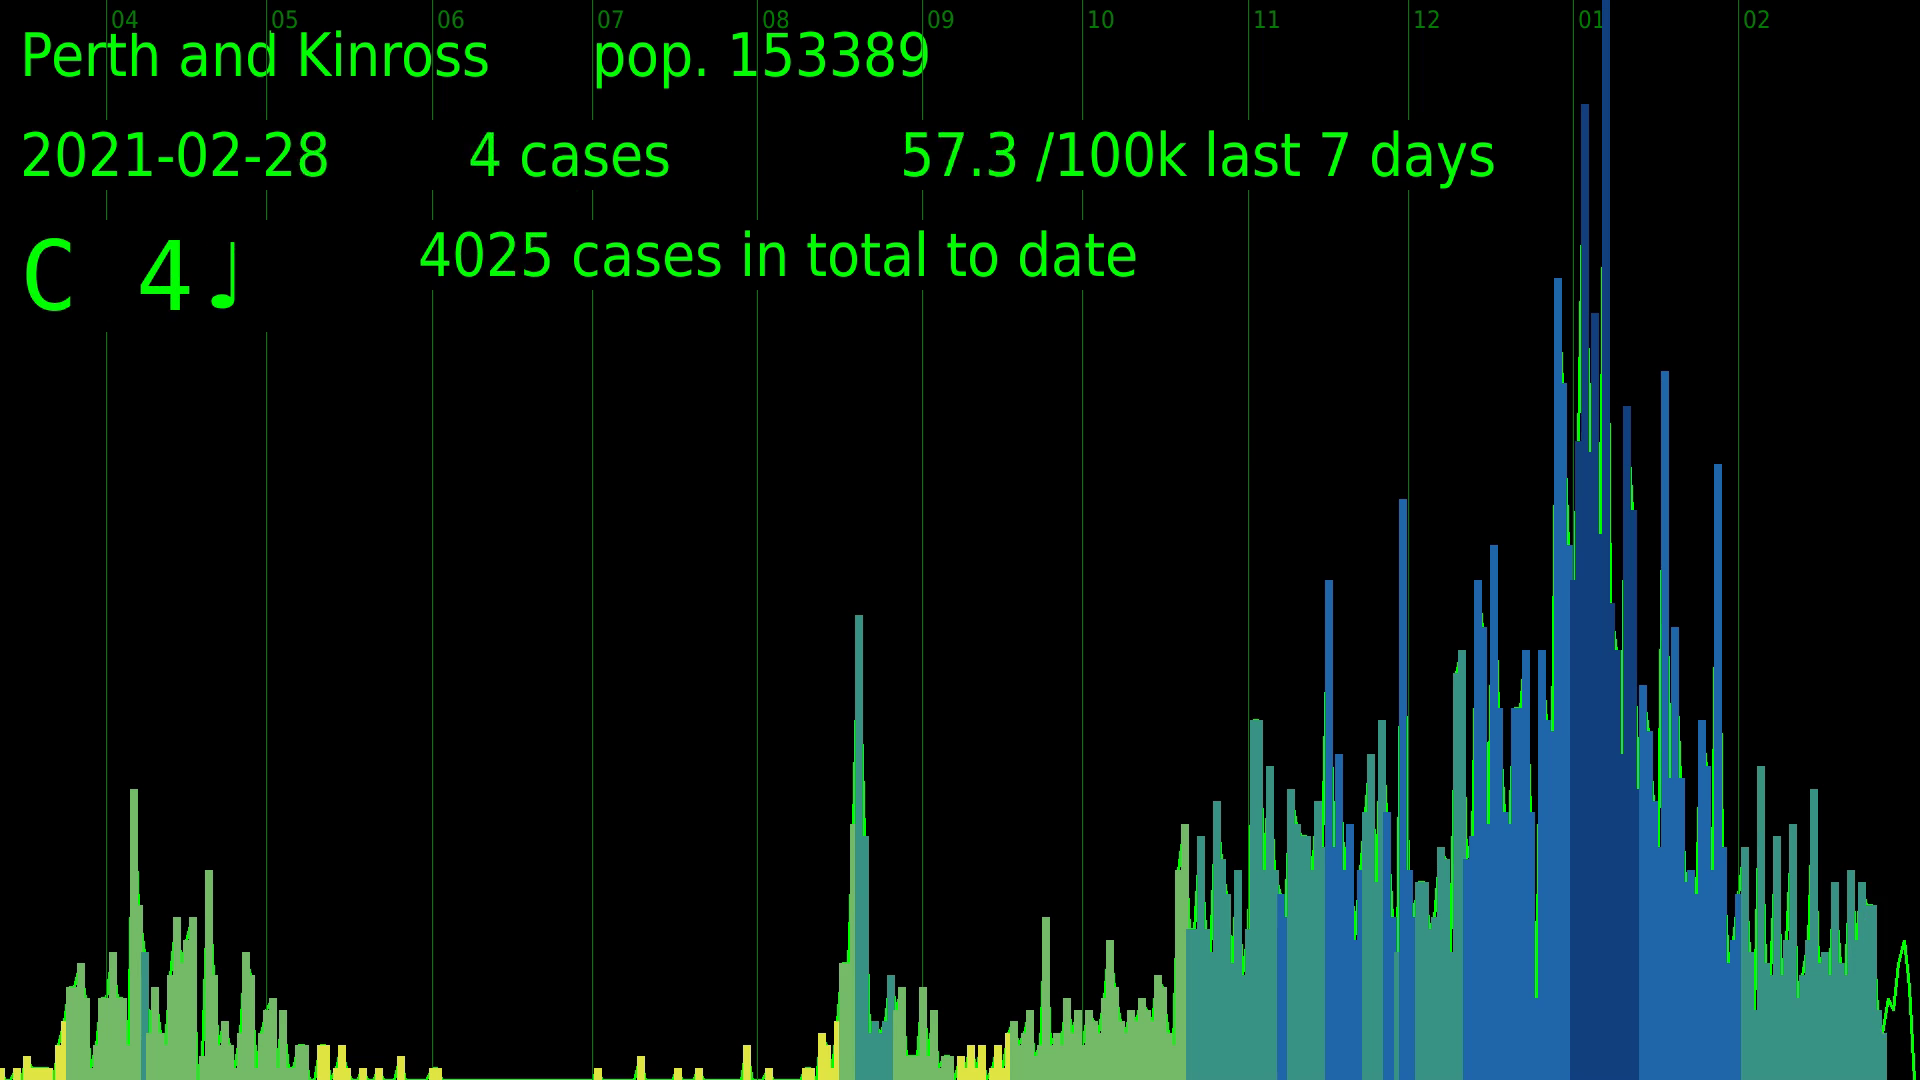 04 05 06 07 08 09 10 11 12 01 02
Perth and Kinross pop. 153389
2021-02-28 4 cases 57.3 /100k last 7 days
C 4♩ 4025 cases in total to date